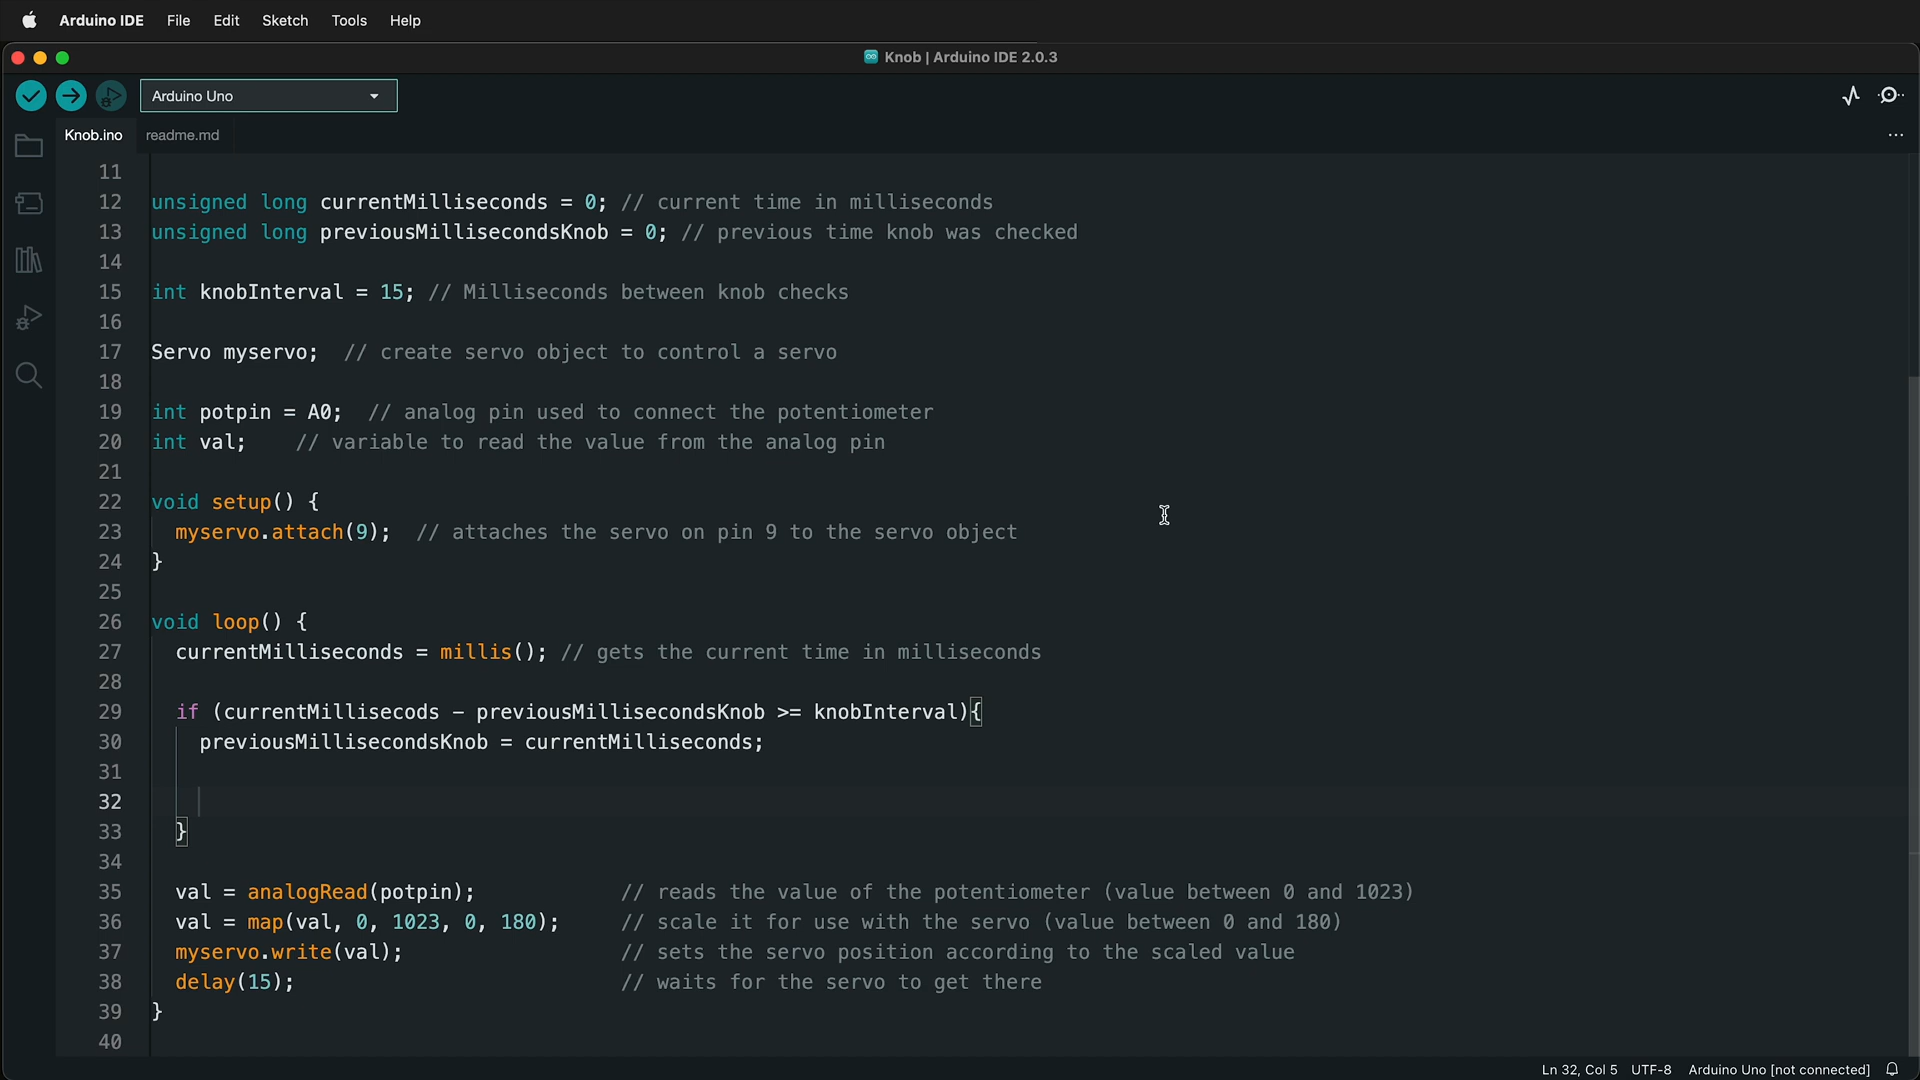 Arduino IDE File Edit Sketch Tools Help
Knob | Arduino IDE 2.0.3
Arduino Uno
Knob.ino readme.md
11
12 unsigned long currentMilliseconds = 0; // current time in milliseconds
13 unsigned long previousMillisecondsKnob = 0; // previous time knob was checked
14
15 int knobInterval = 15; // Milliseconds between knob checks
16
17 Servo myservo;  // create servo object to control a servo
18
19 int potpin = A0;  // analog pin used to connect the potentiometer
20 int val;    // variable to read the value from the analog pin
21
22 void setup() {
23   myservo.attach(9);  // attaches the servo on pin 9 to the servo object
24 }
25
26 void loop() {
27   currentMilliseconds = millis(); // gets the current time in milliseconds
28
29   if (currentMillisecods - previousMillisecondsKnob >= knobInterval){
30     previousMillisecondsKnob = currentMilliseconds;
31
32
33   }
34
35   val = analogRead(potpin);            // reads the value of the potentiometer (value between 0 and 1023)
36   val = map(val, 0, 1023, 0, 180);     // scale it for use with the servo (value between 0 and 180)
37   myservo.write(val);                  // sets the servo position according to the scaled value
38   delay(15);                           // waits for the servo to get there
39 }
40
Ln 32, Col 5 UTF-8 Arduino Uno [not connected]